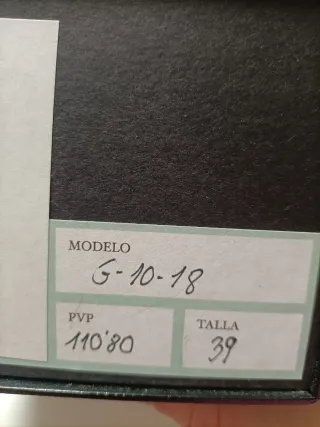 MODELO
G-10-18
PVP
110'80
TALLA
39